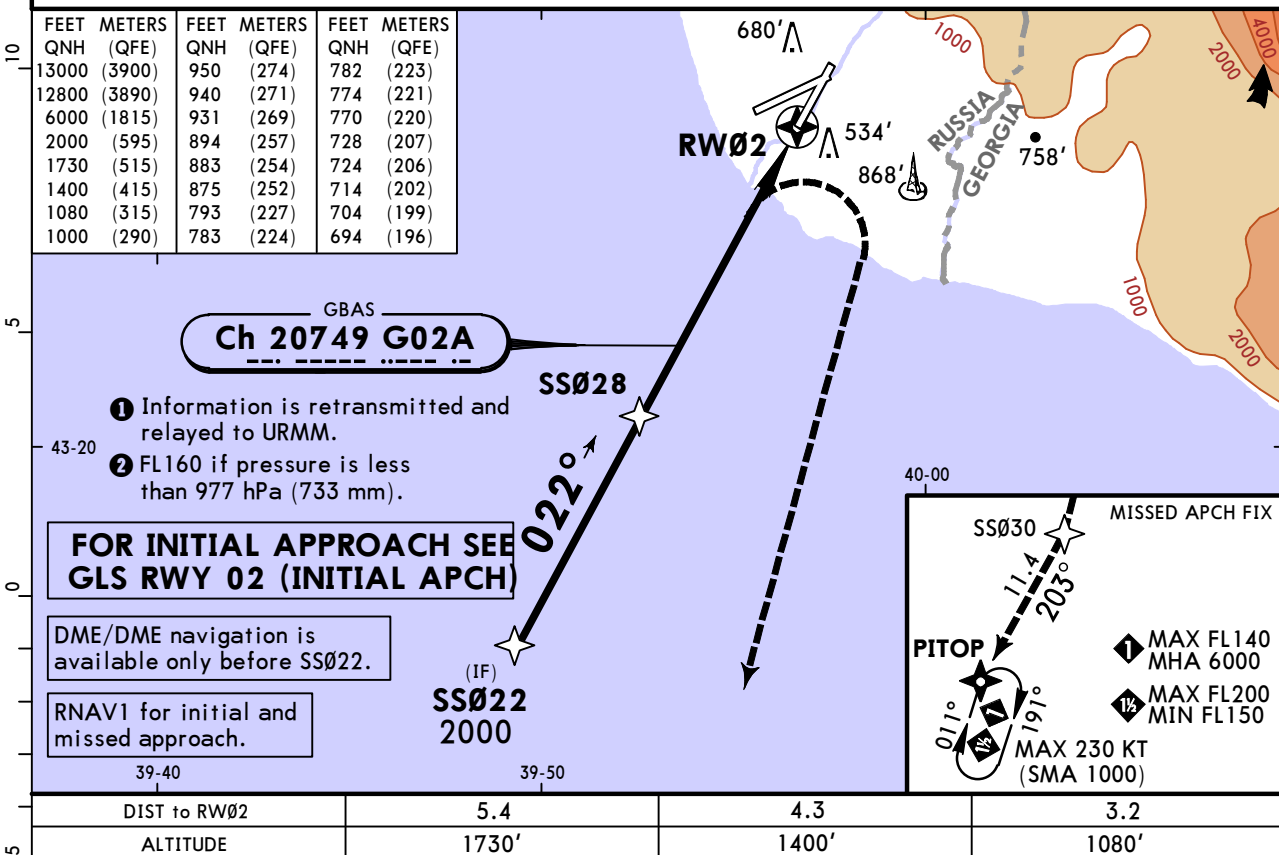 FEET METERS FEET METERS FEET METERS
QNH (QFE) QNH (QFE) QNH (QFE)
13000 (3900) 950 (274) 782 (223)
12800 (3890) 940 (271) 774 (221)
6000 (1815) 931 (269) 770 (220)
2000 (595) 894 (257) 728 (207)
1730 (515) 883 (254) 724 (206)
1400 (415) 875 (252) 714 (202)
1080 (315) 793 (227) 704 (199)
1000 (290) 783 (224) 694 (196)
10
5
0
5
680'
1000
2000
4000
RWØ2
534'
868'
RUSSIA
GEORGIA
758'
1000
2000
GBAS
Ch 20749 G02A
SSØ28
❶ Information is retransmitted and
relayed to URMM.
43-20
❷ FL160 if pressure is less
than 977 hPa (733 mm).
022°
FOR INITIAL APPROACH SEE
GLS RWY 02 (INITIAL APCH)
DME/DME navigation is
available only before SSØ22.
RNAV1 for initial and
missed approach.
(IF)
SSØ22
2000
39-40
39-50
40-00
MISSED APCH FIX
SSØ30
11.4
203°
PITOP
011°
191°
1
1½
1 MAX FL140
MHA 6000
1½ MAX FL200
MIN FL150
MAX 230 KT
(SMA 1000)
DIST to RWØ2 5.4 4.3 3.2
ALTITUDE 1730' 1400' 1080'